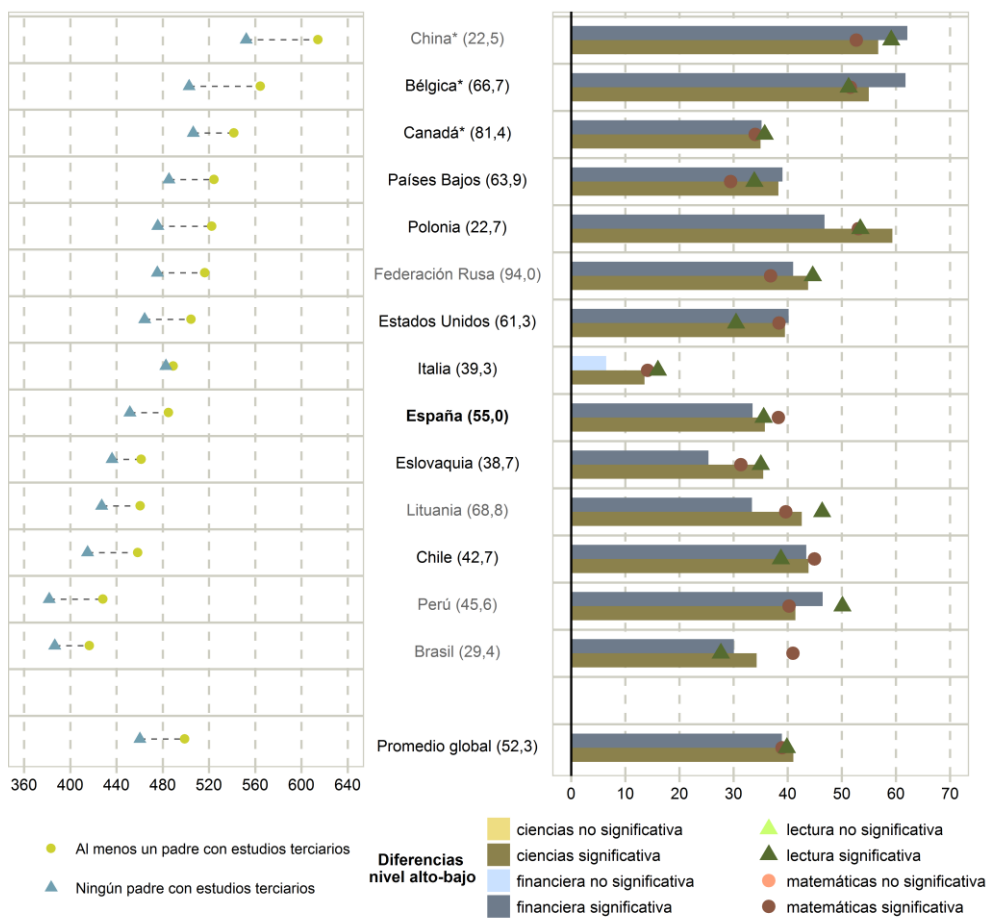 China* (22,5)
Bélgica* (66,7)
Canadá* (81,4)
Países Bajos (63,9)
Polonia (22,7)
Federación Rusa (94,0)
Estados Unidos (61,3)
Italia (39,3)
España (55,0)
Eslovaquia (38,7)
Lituania (68,8)
Chile (42,7)
Perú (45,6)
Brasil (29,4)
Promedio global (52,3)
360 400 440 480 520 560 600 640
0 10 20 30 40 50 60 70
Al menos un padre con estudios terciarios
Ningún padre con estudios terciarios
Diferencias
nivel alto-bajo
ciencias no significativa
ciencias significativa
financiera no significativa
financiera significativa
lectura no significativa
lectura significativa
matemáticas no significativa
matemáticas significativa